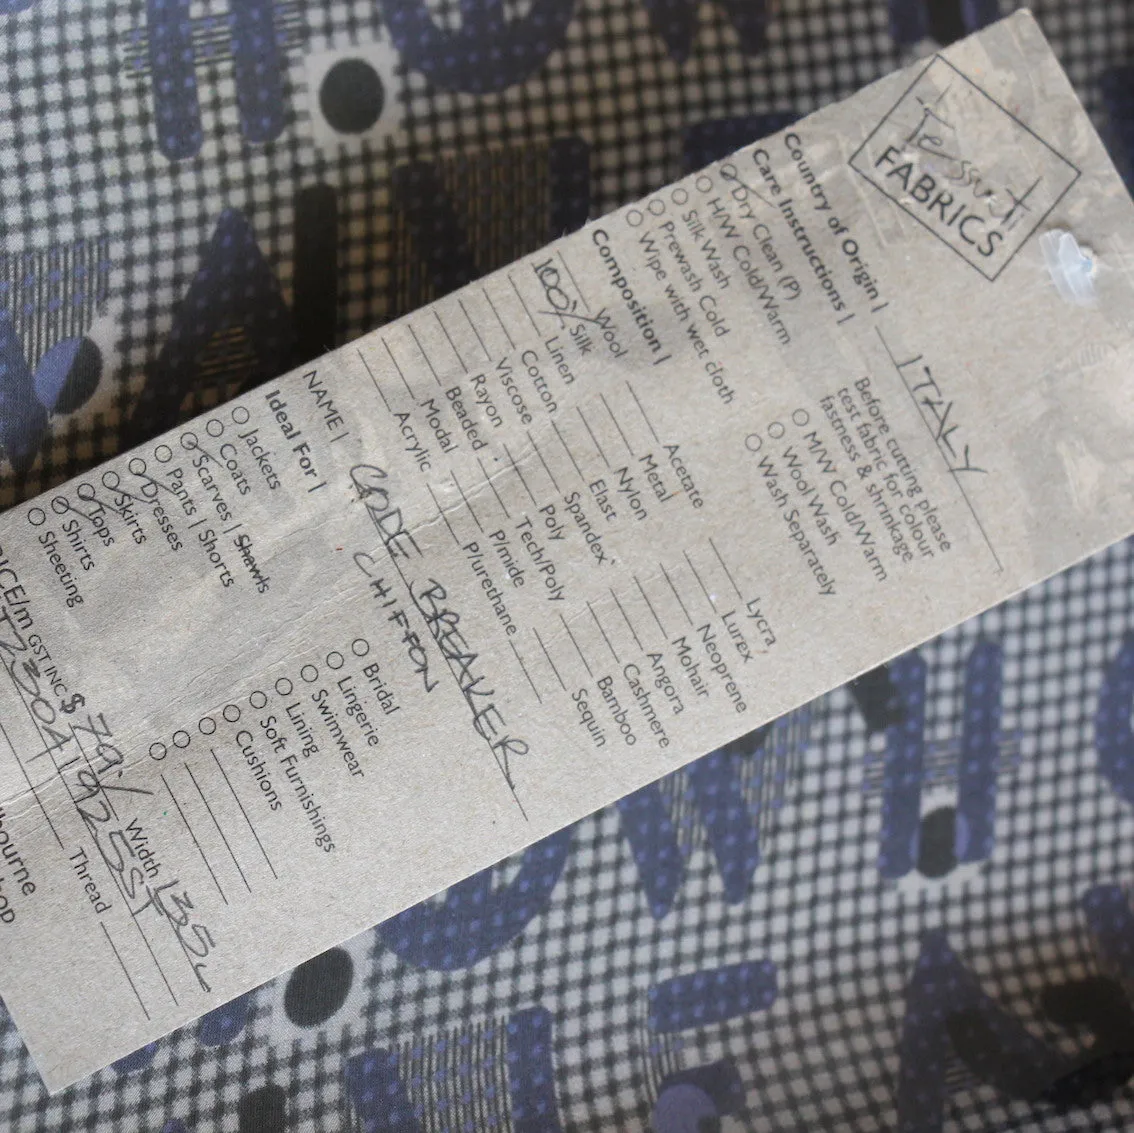 Tessuti
FABRICS
Country of Origin | ITALY
Care Instructions |
Before cutting please
test fabric for colour
fastness & shrinkage
Dry Clean (P)
H/W Cold/Warm
Silk Wash
Prewash Cold
Wipe with wet cloth
M/W Cold/Warm
Wool Wash
Wash Separately
Composition |
Wool
100% Silk
Linen
Cotton
Viscose
Rayon
Beaded
Modal
Acrylic
Acetate
Metal
Nylon
Elast
Spandex
Poly
Tech/Poly
P/mide
P/urethane
Lycra
Lurex
Neoprene
Mohair
Angora
Cashmere
Bamboo
Sequin
NAME | CODE BREAKER
CHIFFON
Ideal For |
Jackets
Coats
Scarves | Shawls
Pants | Shorts
Dresses
Skirts
Tops
Shirts
Sheeting
Bridal
Lingerie
Swimwear
Lining
Soft Furnishings
Cushions
ICE/m GST INC $ 79./ Width 135
Thread
lbourne